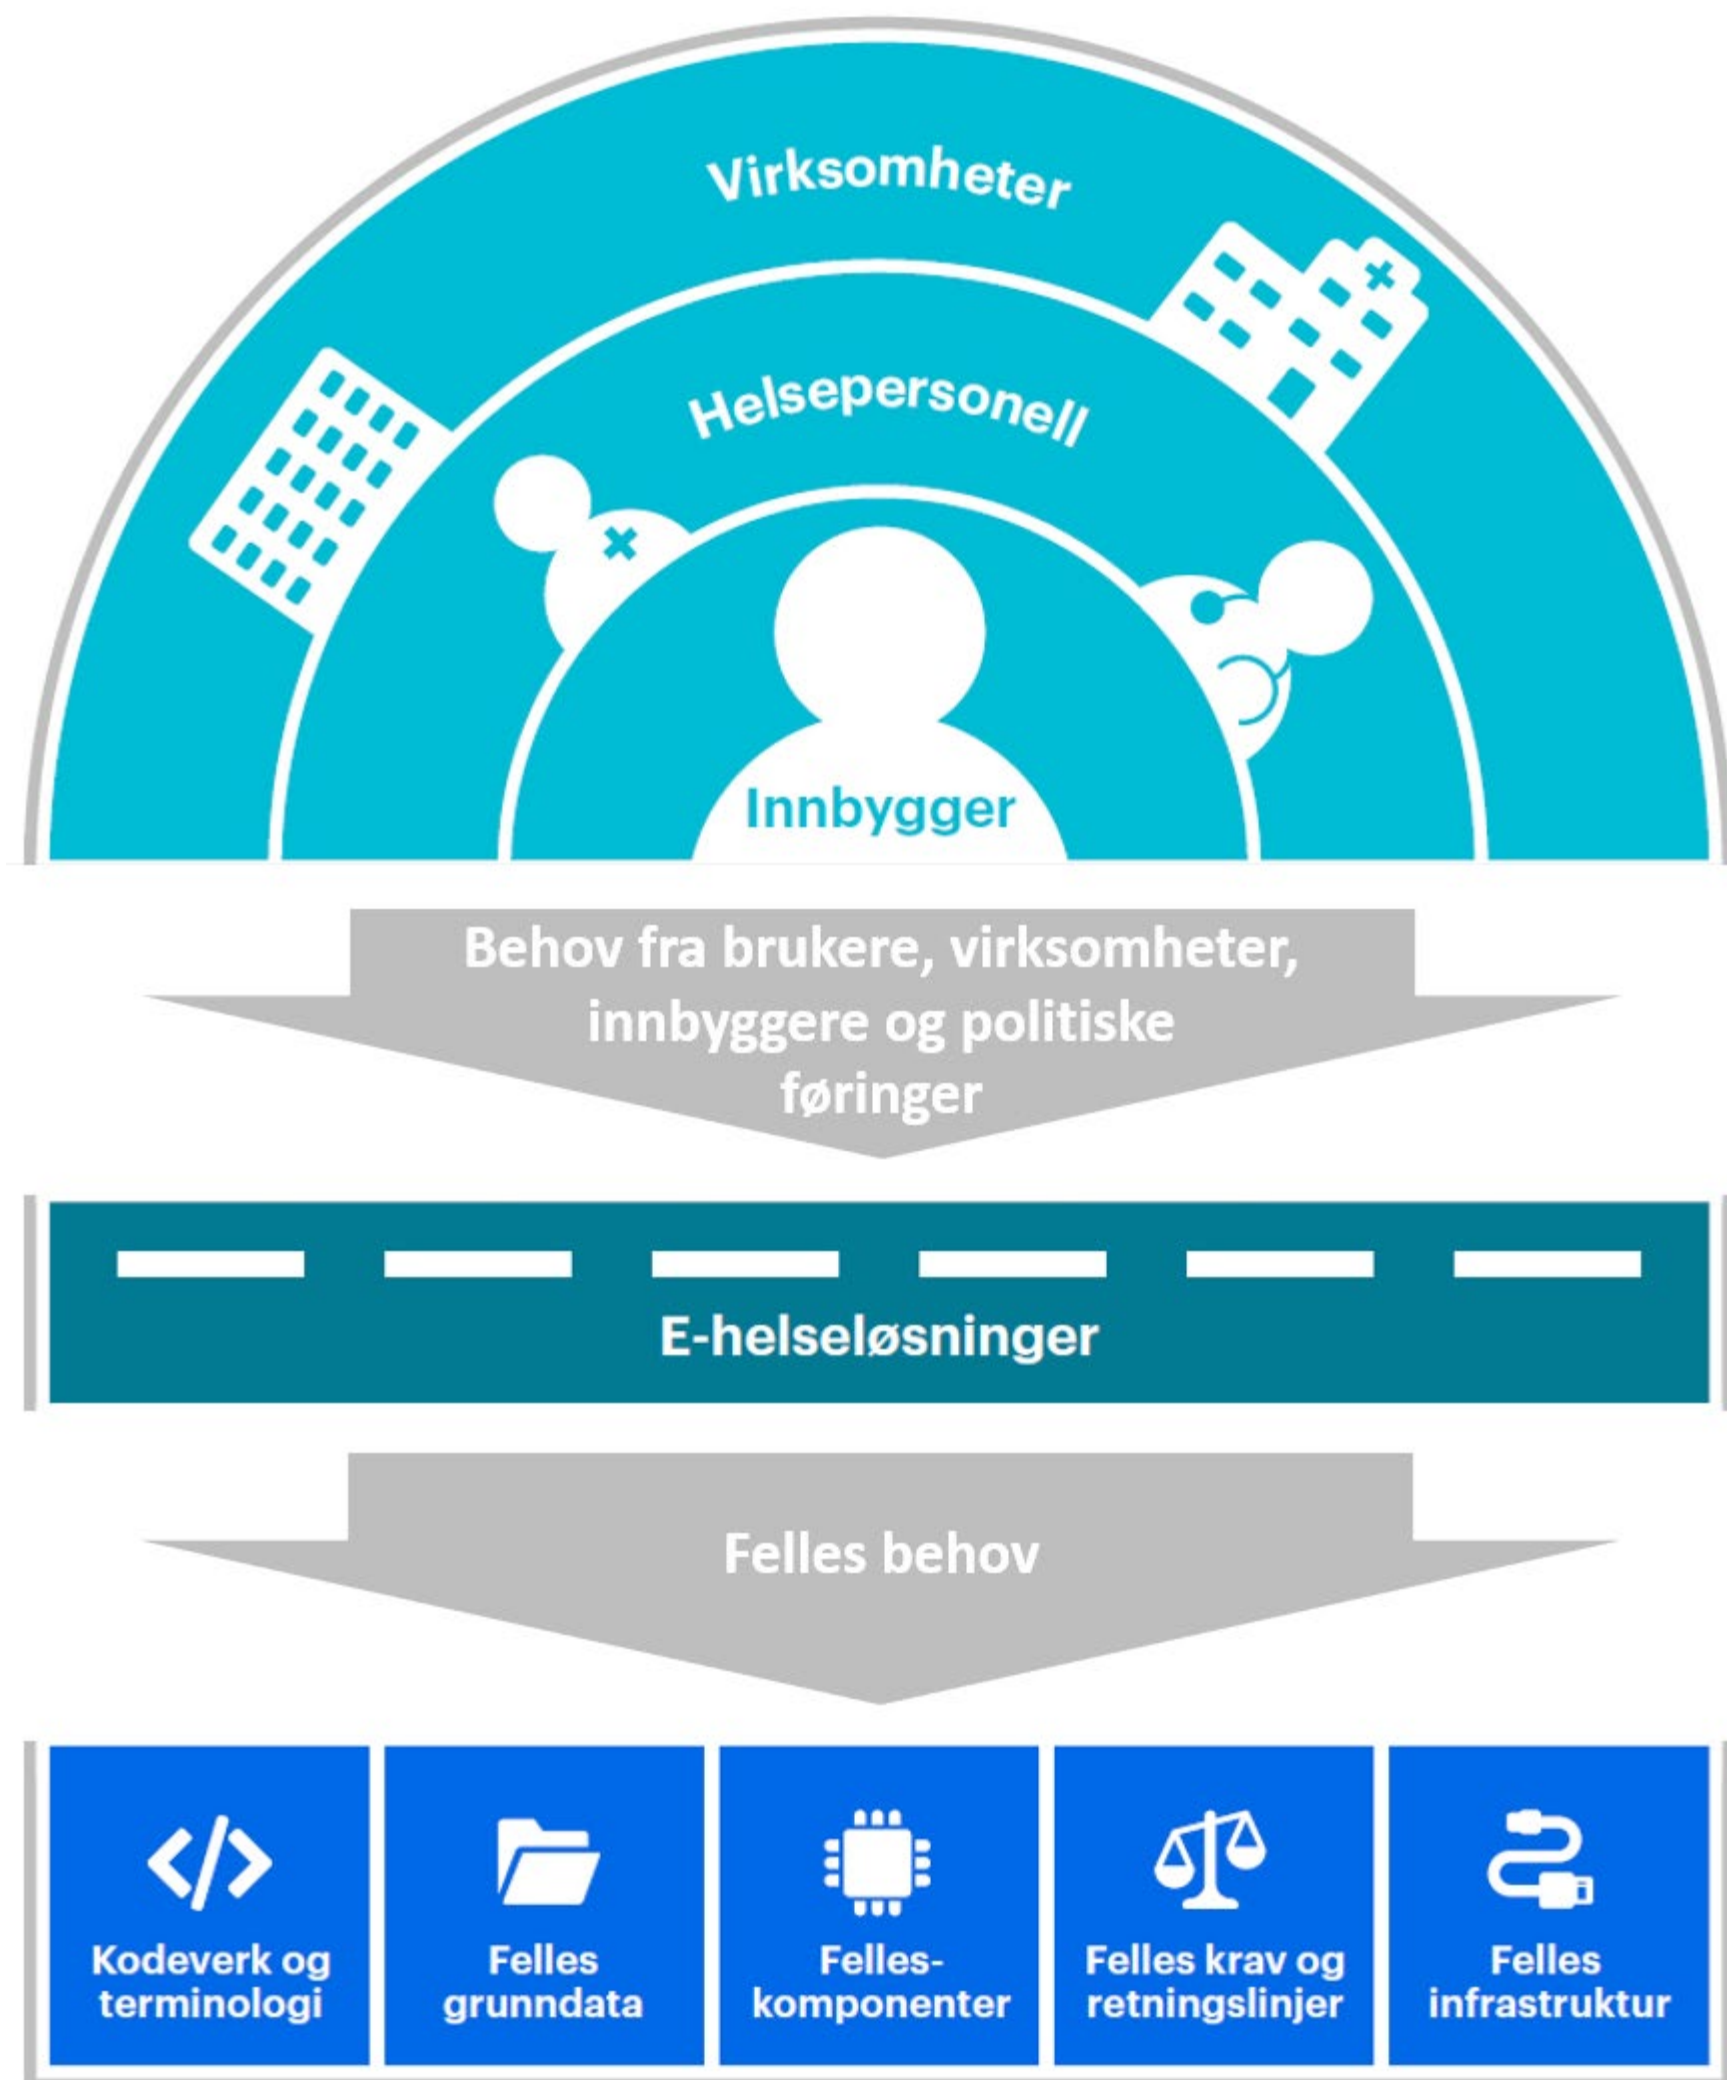 Virksomheter
Helsepersonell
Innbygger
Behov fra brukere, virksomheter,
innbyggere og politiske
føringer
E-helseløsninger
Felles behov
Kodeverk og
terminologi
Felles
grunndata
Felles-
komponenter
Felles krav og
retningslinjer
Felles
infrastruktur